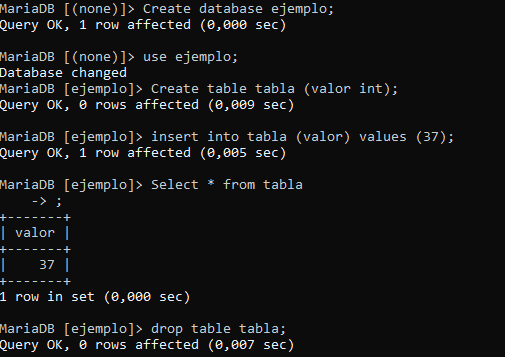 MariaDB [(none)]> Create database ejemplo;
Query OK, 1 row affected (0,000 sec)
MariaDB [(none)]> use ejemplo;
Database changed
MariaDB [ejemplo]> Create table tabla (valor int);
Query OK, 0 rows affected (0,009 sec)
MariaDB [ejemplo]> insert into tabla (valor) values (37);
Query OK, 1 row affected (0,005 sec)
MariaDB [ejemplo]> Select * from tabla
    -> ;
+-------+
| valor |
+-------+
|    37 |
+-------+
1 row in set (0,000 sec)
MariaDB [ejemplo]> drop table tabla;
Query OK, 0 rows affected (0,007 sec)